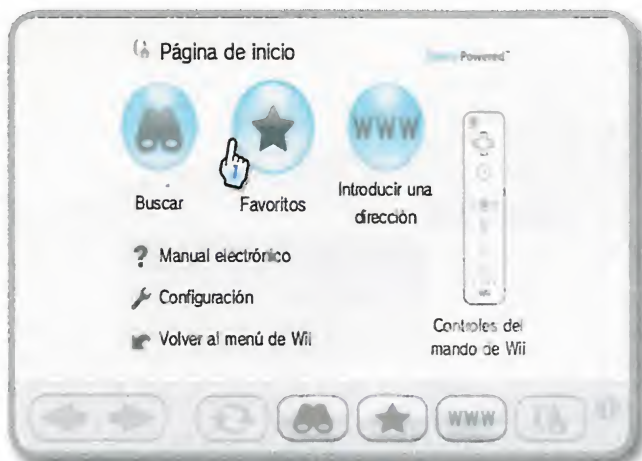 Página de inicio
Powered™
WWW
Buscar
Favoritos
Introducir una
dirección
? Manual electrónico
Configuración
Volver al menú de Wii
Controles del
mando de Wii
WWW